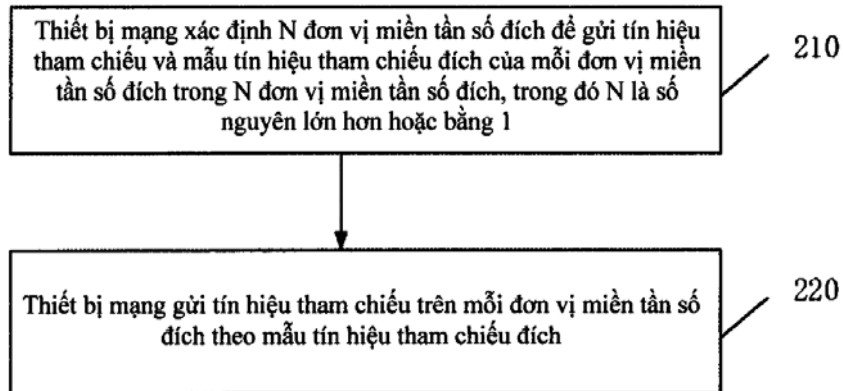 Thiết bị mạng xác định N đơn vị miền tần số đích để gửi tín hiệu
tham chiếu và mẫu tín hiệu tham chiếu đích của mỗi đơn vị miền
tần số đích trong N đơn vị miền tần số đích, trong đó N là số
nguyên lớn hơn hoặc bằng 1
210
Thiết bị mạng gửi tín hiệu tham chiếu trên mỗi đơn vị miền tần số
đích theo mẫu tín hiệu tham chiếu đích
220